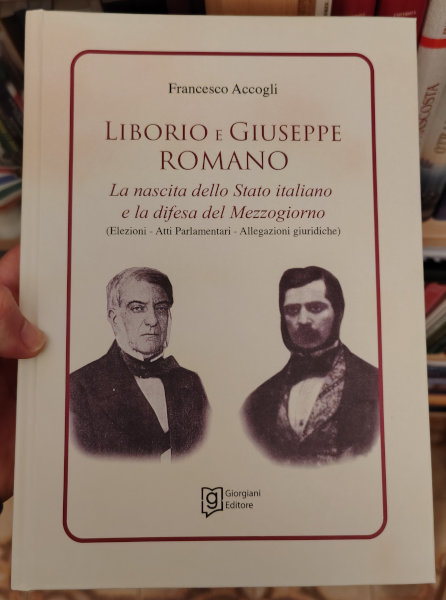 Francesco Accogli
LIBORIO E GIUSEPPE
ROMANO
La nascita dello Stato italiano
e la difesa del Mezzogiorno
(Elezioni - Atti Parlamentari - Allegazioni giuridiche)
g
Giorgiani
Editore